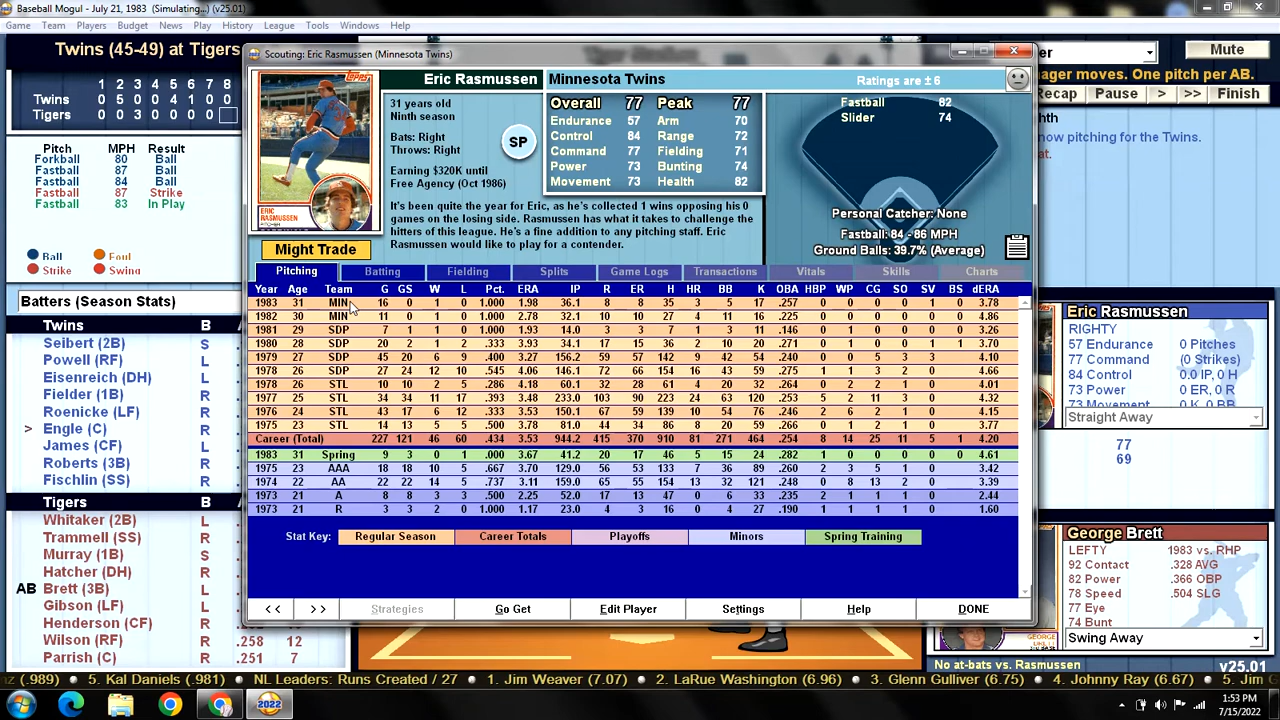 Baseball Mogul - July 21, 1983 (Simulating...) (v25.01)
Game Team Players Budget News Play History League Tools Windows Help
Twins (45-49) at Tigers
1 2 3 4 5 6 7 8
Twins 0 5 0 0 4 1 0 0
Tigers 0 0 3 0 0 0 0
Pitch MPH Result
Forkball 80 Ball
Fastball 87 Ball
Fastball 84 Ball
Fastball 87 Strike
Fastball 83 In Play
Ball Foul
Strike Swing
Batters (Season Stats)
Twins B
Seibert (2B) S
Powell (RF) L
Eisenreich (DH) L
Fielder (1B) R
Roenicke (LF) L
> Engle (C) R
James (CF) L
Roberts (3B) R
Fischlin (SS) R
Tigers B
Whitaker (2B) L
Trammell (SS) R
Murray (1B) S
Hatcher (DH) R
AB Brett (3B) L
Gibson (LF) L
Henderson (CF) R
Wilson (RF) R .258 12
Parrish (C) R .251 7
Scouting: Eric Rasmussen (Minnesota Twins)
Topps
ERIC
RASMUSSEN
Eric Rasmussen
31 years old
Ninth season
Bats: Right
Throws: Right
Earning $320K until
Free Agency (Oct 1986)
SP
Minnesota Twins
Overall 77 Peak 77
Endurance 57 Arm 70
Control 84 Range 72
Command 77 Fielding 71
Power 73 Bunting 74
Movement 73 Health 82
Ratings are ± 6
Fastball 82
Slider 74
Personal Catcher: None
Fastball: 84 - 86 MPH
Ground Balls: 39.7% (Average)
It's been quite the year for Eric, as he's collected 1 wins opposing his 0
games on the losing side. Rasmussen has what it takes to challenge the
hitters of this league. He's a fine addition to any pitching staff. Eric
Rasmussen would like to play for a contender.
Might Trade
Pitching Batting Fielding Splits Game Logs Transactions Vitals Skills Charts
Year Age Team G GS W L Pct. ERA IP R ER H HR BB K OBA HBP WP CG SO SV BS dERA
1983 31 MIN 16 0 1 0 1.000 1.98 36.1 8 8 35 3 5 17 .257 0 0 0 0 1 0 3.78
1982 30 MIN 11 0 1 0 1.000 2.78 32.1 10 10 27 4 11 16 .225 0 0 0 0 0 0 4.86
1981 29 SDP 7 1 1 0 1.000 1.93 14.0 3 3 7 1 3 11 .146 0 1 0 0 0 0 3.26
1980 28 SDP 20 2 1 2 .333 3.93 34.1 17 15 36 2 10 20 .264 0 1 0 0 1 1 3.70
1979 27 SDP 45 20 6 9 .400 3.27 156.2 59 57 142 9 42 54 .240 0 0 5 3 3 0 4.10
1978 26 SDP 27 24 12 10 .545 4.06 146.1 72 66 154 16 43 59 .275 1 1 3 2 0 0 4.66
1978 26 STL 10 10 2 5 .286 4.18 60.1 32 28 61 4 20 32 .264 0 2 2 1 0 0 4.01
1977 25 STL 34 34 11 17 .393 3.48 233.0 103 90 223 24 63 120 .254 3 5 11 3 0 0 4.32
1976 24 STL 43 17 6 12 .333 3.53 150.1 69 59 139 10 54 76 .246 2 6 2 1 0 0 4.15
1975 23 STL 14 13 5 5 .500 3.78 81.0 44 34 86 8 20 59 .266 2 0 2 1 0 0 3.77
Career (Total) 227 121 46 60 .434 3.53 944.2 415 370 910 81 271 464 .254 8 14 25 11 5 1 4.20
1983 31 Spring 9 3 0 1 .000 3.67 41.2 20 17 46 5 15 24 .282 1 0 0 0 0 0 4.61
1975 23 AAA 18 18 10 5 .667 3.70 129.0 56 53 133 7 36 89 .260 2 3 5 1 0 0 3.42
1974 22 AA 22 22 14 5 .737 3.11 159.0 65 55 154 13 32 121 .248 0 8 13 2 0 0 3.39
1973 21 A 8 8 3 3 .500 2.25 52.0 17 13 47 0 6 33 .235 2 1 1 1 0 0 2.44
1973 21 R 3 3 2 0 1.000 1.17 23.0 4 3 16 0 4 27 .190 1 1 1 1 0 0 1.60
Stat Key: Regular Season Career Totals Playoffs Minors Spring Training
<< >> Strategies Go Get Edit Player Settings Help DONE
Mute
nager moves. One pitch per AB.
Recap Pause > >> Finish
now pitching for the Twins.
Eric Rasmussen
RIGHTY
57 Endurance 0 Pitches
77 Command (0 Strikes)
84 Control 0.0 IP, 0 H
73 Power 0 ER, 0 R
73 Movement 0 K, 0 BB
Straight Away
77
69
George Brett
LEFTY 1983 vs. RHP
92 Contact .328 AVG
82 Power .366 OBP
78 Speed .504 SLG
77 Eye
74 Bunt
Swing Away
No at-bats vs. Rasmussen
v25.01
nz (.989) 5. Kal Daniels (.981) NL Leaders: Runs Created / 27 1. Jim Weaver (7.07) 2. LaRue Washington (6.96) 3. Glenn Gulliver (6.75) 4. Johnny Ray (6.67) 5. Jim G
2022
1:53 PM
7/15/2022